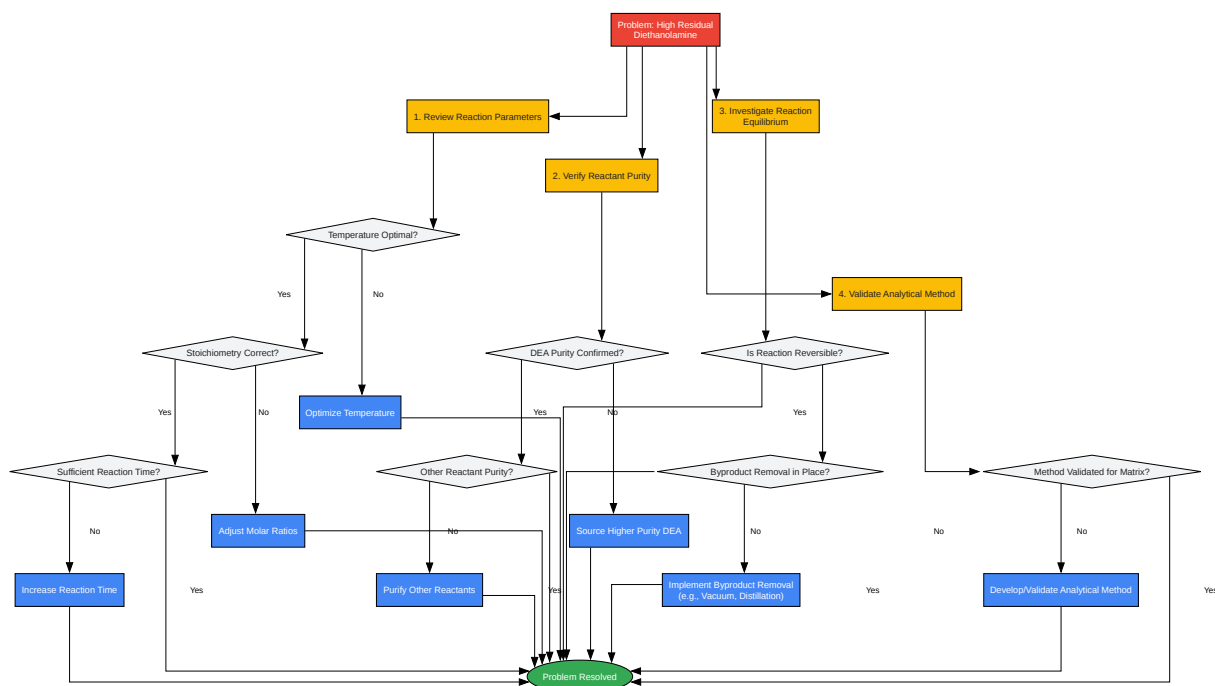 Problem: High Residual
Diethanolamine
1. Review Reaction Parameters
3. Investigate Reaction
Equilibrium
2. Verify Reactant Purity
Temperature Optimal?
Yes
No
4. Validate Analytical Method
Stoichiometry Correct?
DEA Purity Confirmed?
Is Reaction Reversible?
Yes
No
Optimize Temperature
Yes
No
Yes
Sufficient Reaction Time?
Other Reactant Purity?
Byproduct Removal in Place?
Method Validated for Matrix?
No
Adjust Molar Ratios
No
Source Higher Purity DEA
No
No
No
Increase Reaction Time
Yes
Purify Other Reactants
Yes
Implement Byproduct Removal
(e.g., Vacuum, Distillation)
Yes
Develop/Validate Analytical Method
Yes
Problem Resolved